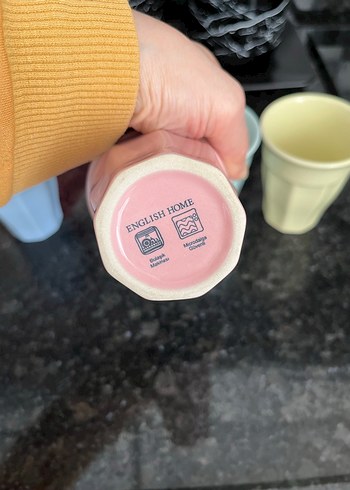 ENGLISH HOME
Bulaşık
Makinesi
Mikrodalga
Güvenli